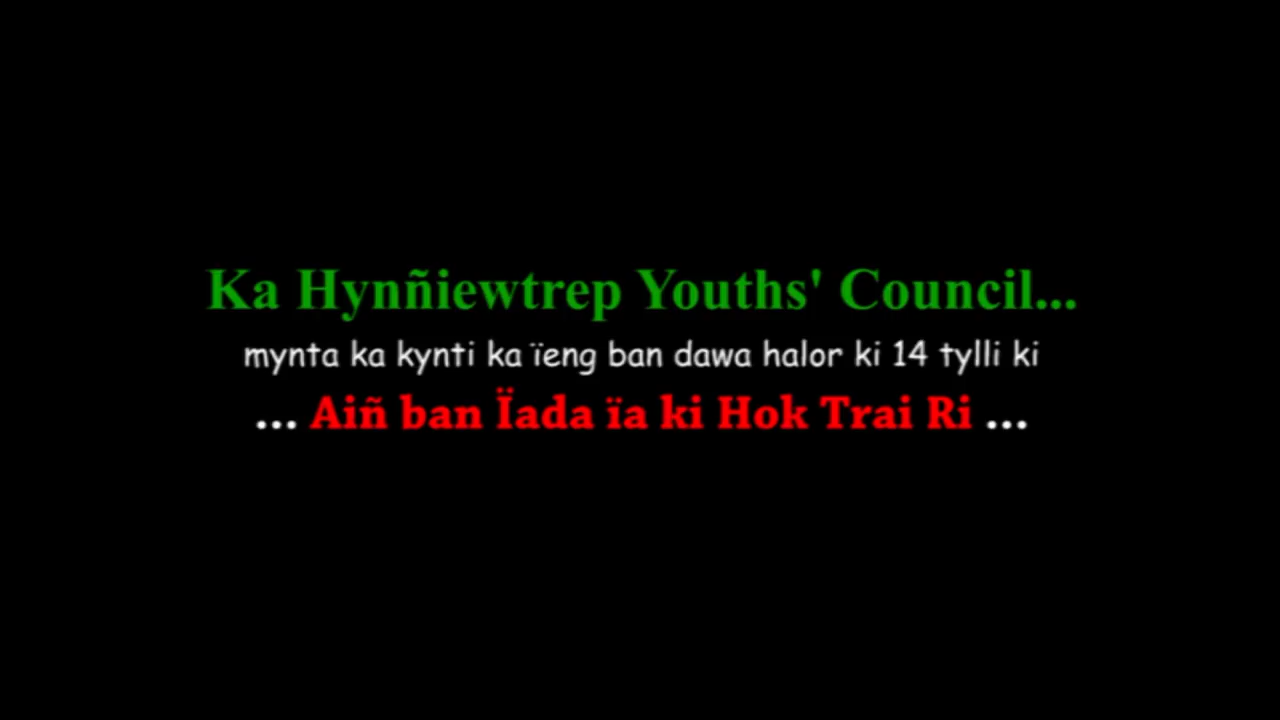 Ka Hynñiewtrep Youths' Council...
mynta ka kynti ka ïeng ban dawa halor ki 14 tylli ki
... Aiñ ban Ïada ïa ki Hok Trai Ri ...